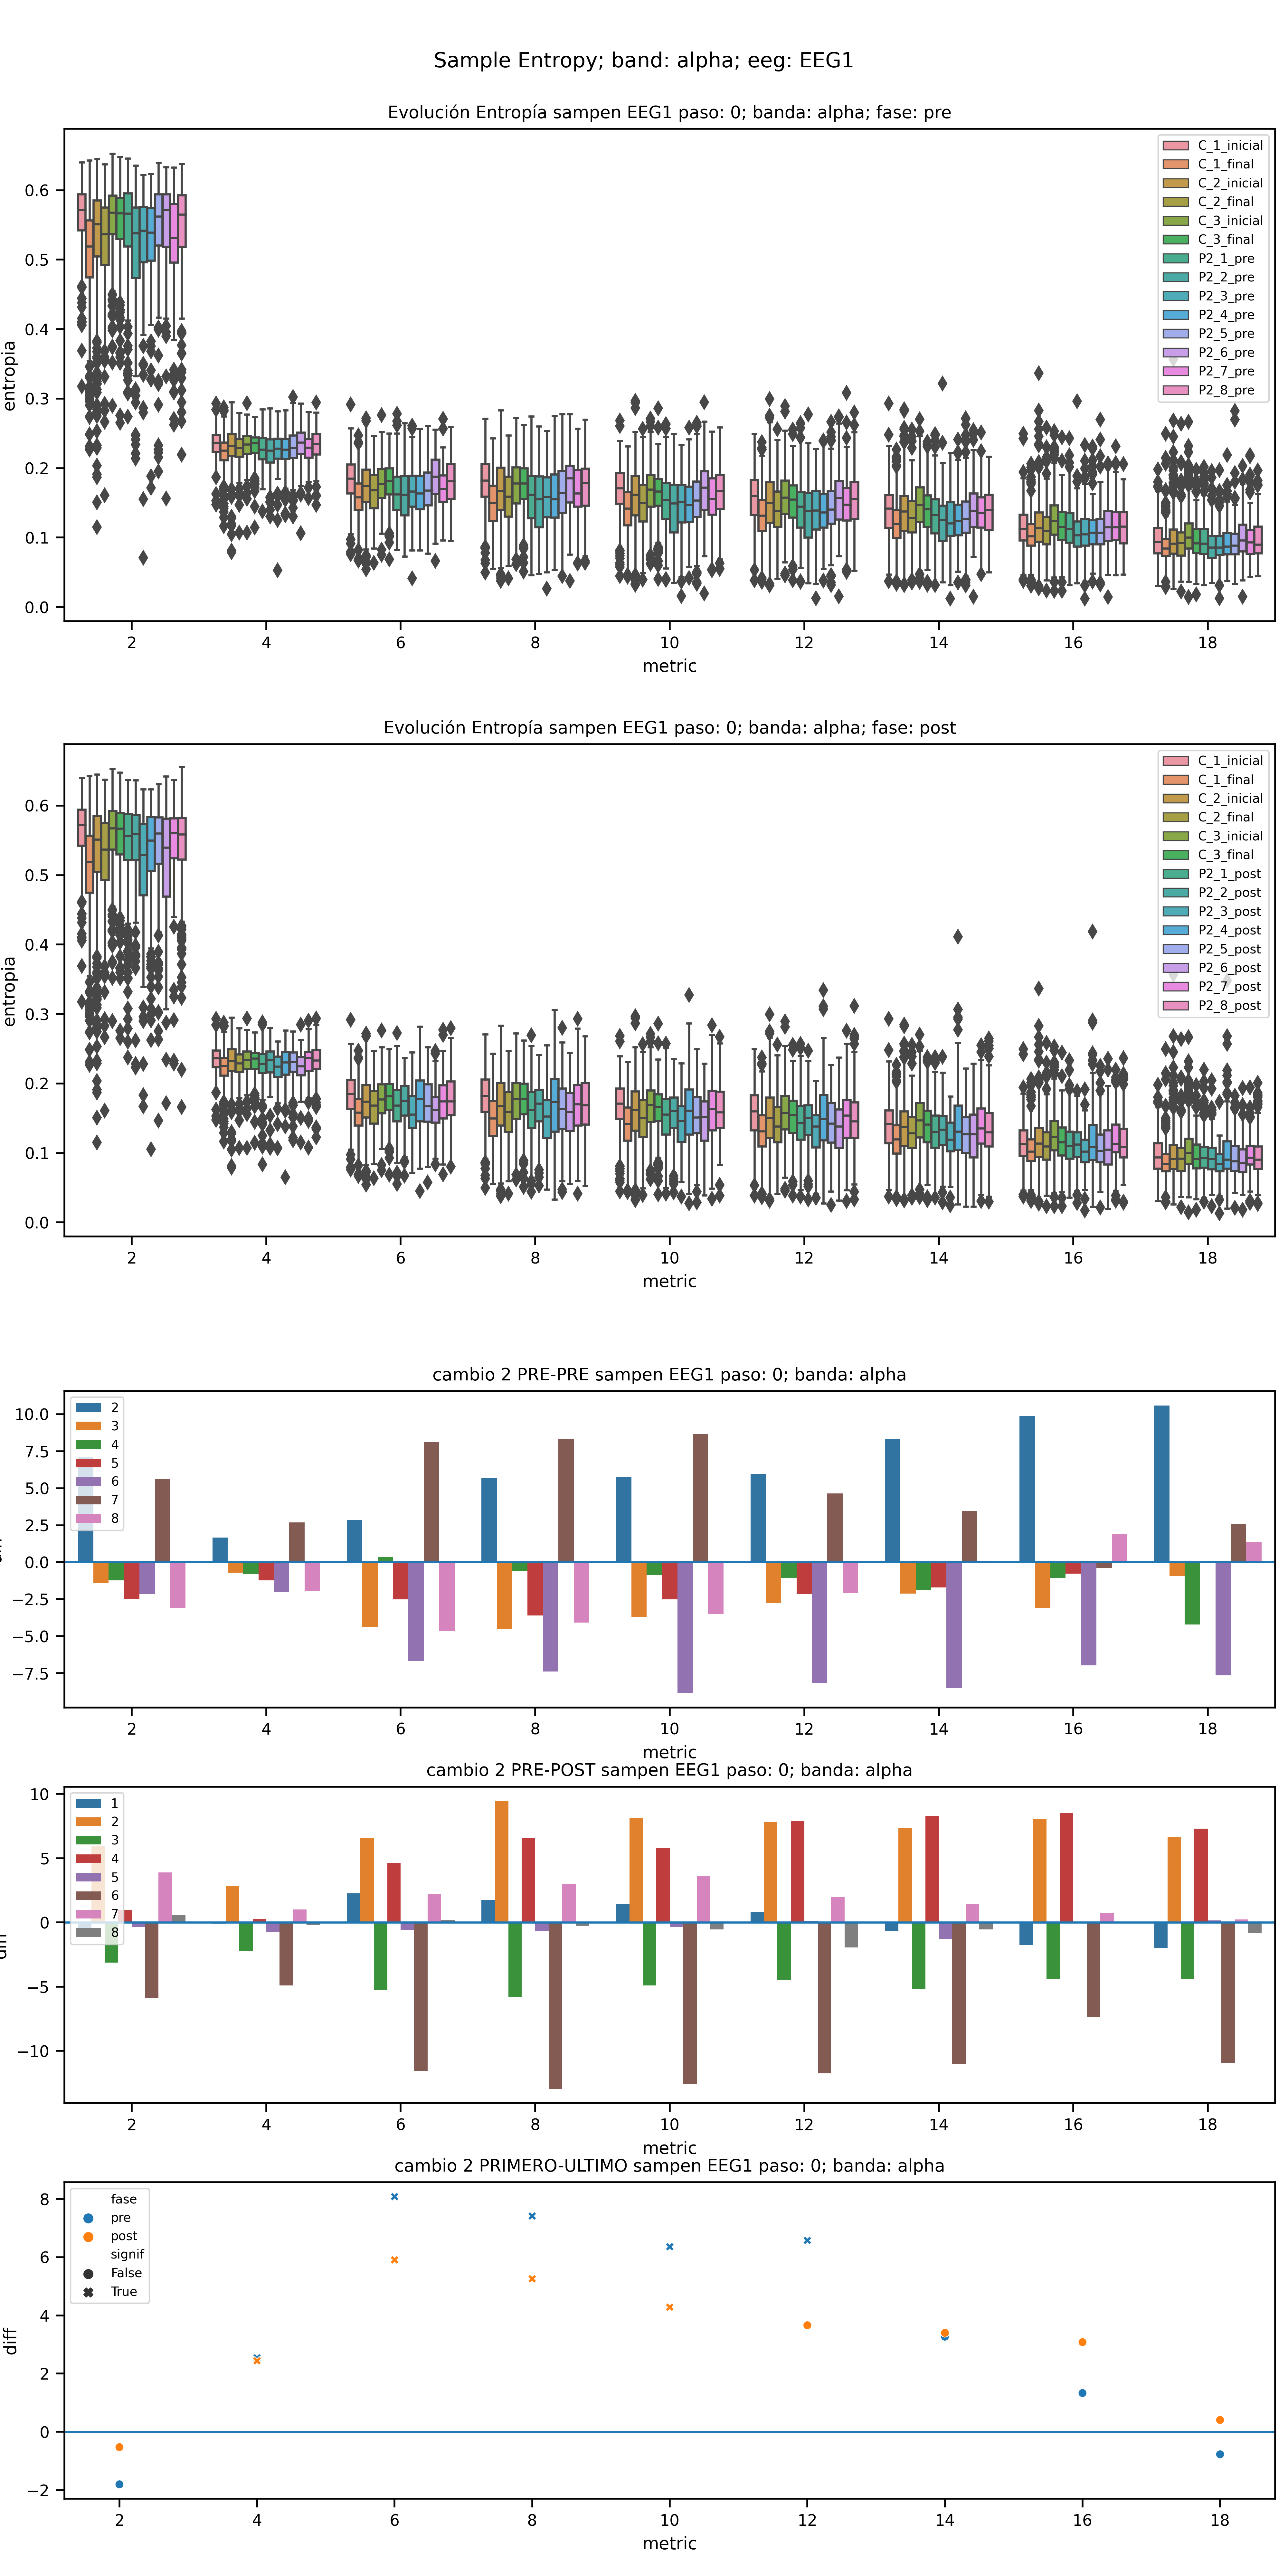 Sample Entropy; band: alpha; eeg: EEG1
Evolución Entropía sampen EEG1 paso: 0; banda: alpha; fase: pre
entropia
0.6
0.5
0.4
0.3
0.2
0.1
0.0
C_1_inicial
C_1_final
C_2_inicial
C_2_final
C_3_inicial
C_3_final
P2_1_pre
P2_2_pre
P2_3_pre
P2_4_pre
P2_5_pre
P2_6_pre
P2_7_pre
P2_8_pre
2 4 6 8 10 12 14 16 18
metric
Evolución Entropía sampen EEG1 paso: 0; banda: alpha; fase: post
entropia
0.6
0.5
0.4
0.3
0.2
0.1
0.0
C_1_inicial
C_1_final
C_2_inicial
C_2_final
C_3_inicial
C_3_final
P2_1_post
P2_2_post
P2_3_post
P2_4_post
P2_5_post
P2_6_post
P2_7_post
P2_8_post
2 4 6 8 10 12 14 16 18
metric
cambio 2 PRE-PRE sampen EEG1 paso: 0; banda: alpha
10.0
7.5
5.0
2.5
0.0
−2.5
−5.0
−7.5
2
3
4
5
6
7
8
2 4 6 8 10 12 14 16 18
metric
cambio 2 PRE-POST sampen EEG1 paso: 0; banda: alpha
diff
10
5
0
−5
−10
1
2
3
4
5
6
7
8
2 4 6 8 10 12 14 16 18
metric
cambio 2 PRIMERO-ULTIMO sampen EEG1 paso: 0; banda: alpha
diff
8
6
4
2
0
−2
fase
pre
post
signif
False
True
2 4 6 8 10 12 14 16 18
metric